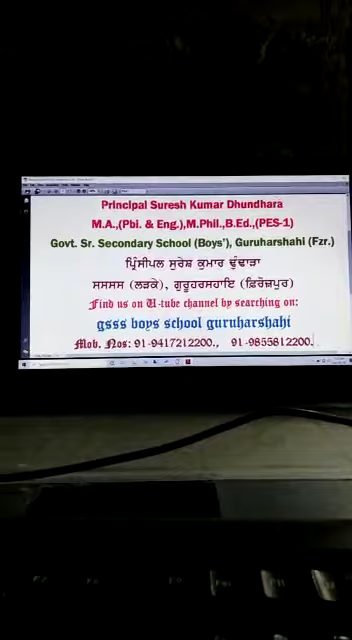 Principal Suresh Kumar Dhundhara
M.A.,(Pbi. & Eng.),M.Phil.,B.Ed.,(PES-1)
Govt. Sr. Secondary School (Boys'), Guruharshahi (Fzr.)
ਪ੍ਰਿੰਸੀਪਲ ਸੁਰੇਸ਼ ਕੁਮਾਰ ਢੁੰਢਾੜਾ
ਸਸਸਸ (ਲੜਕੇ), ਗੁਰੂਹਰਸਹਾਇ (ਫ਼ਿਰੋਜ਼ਪੁਰ)
Find us on U-tube channel by searching on:
gsss boys school guruharshahi
Mob. Nos: 91-9417212200., 91-9855812200.